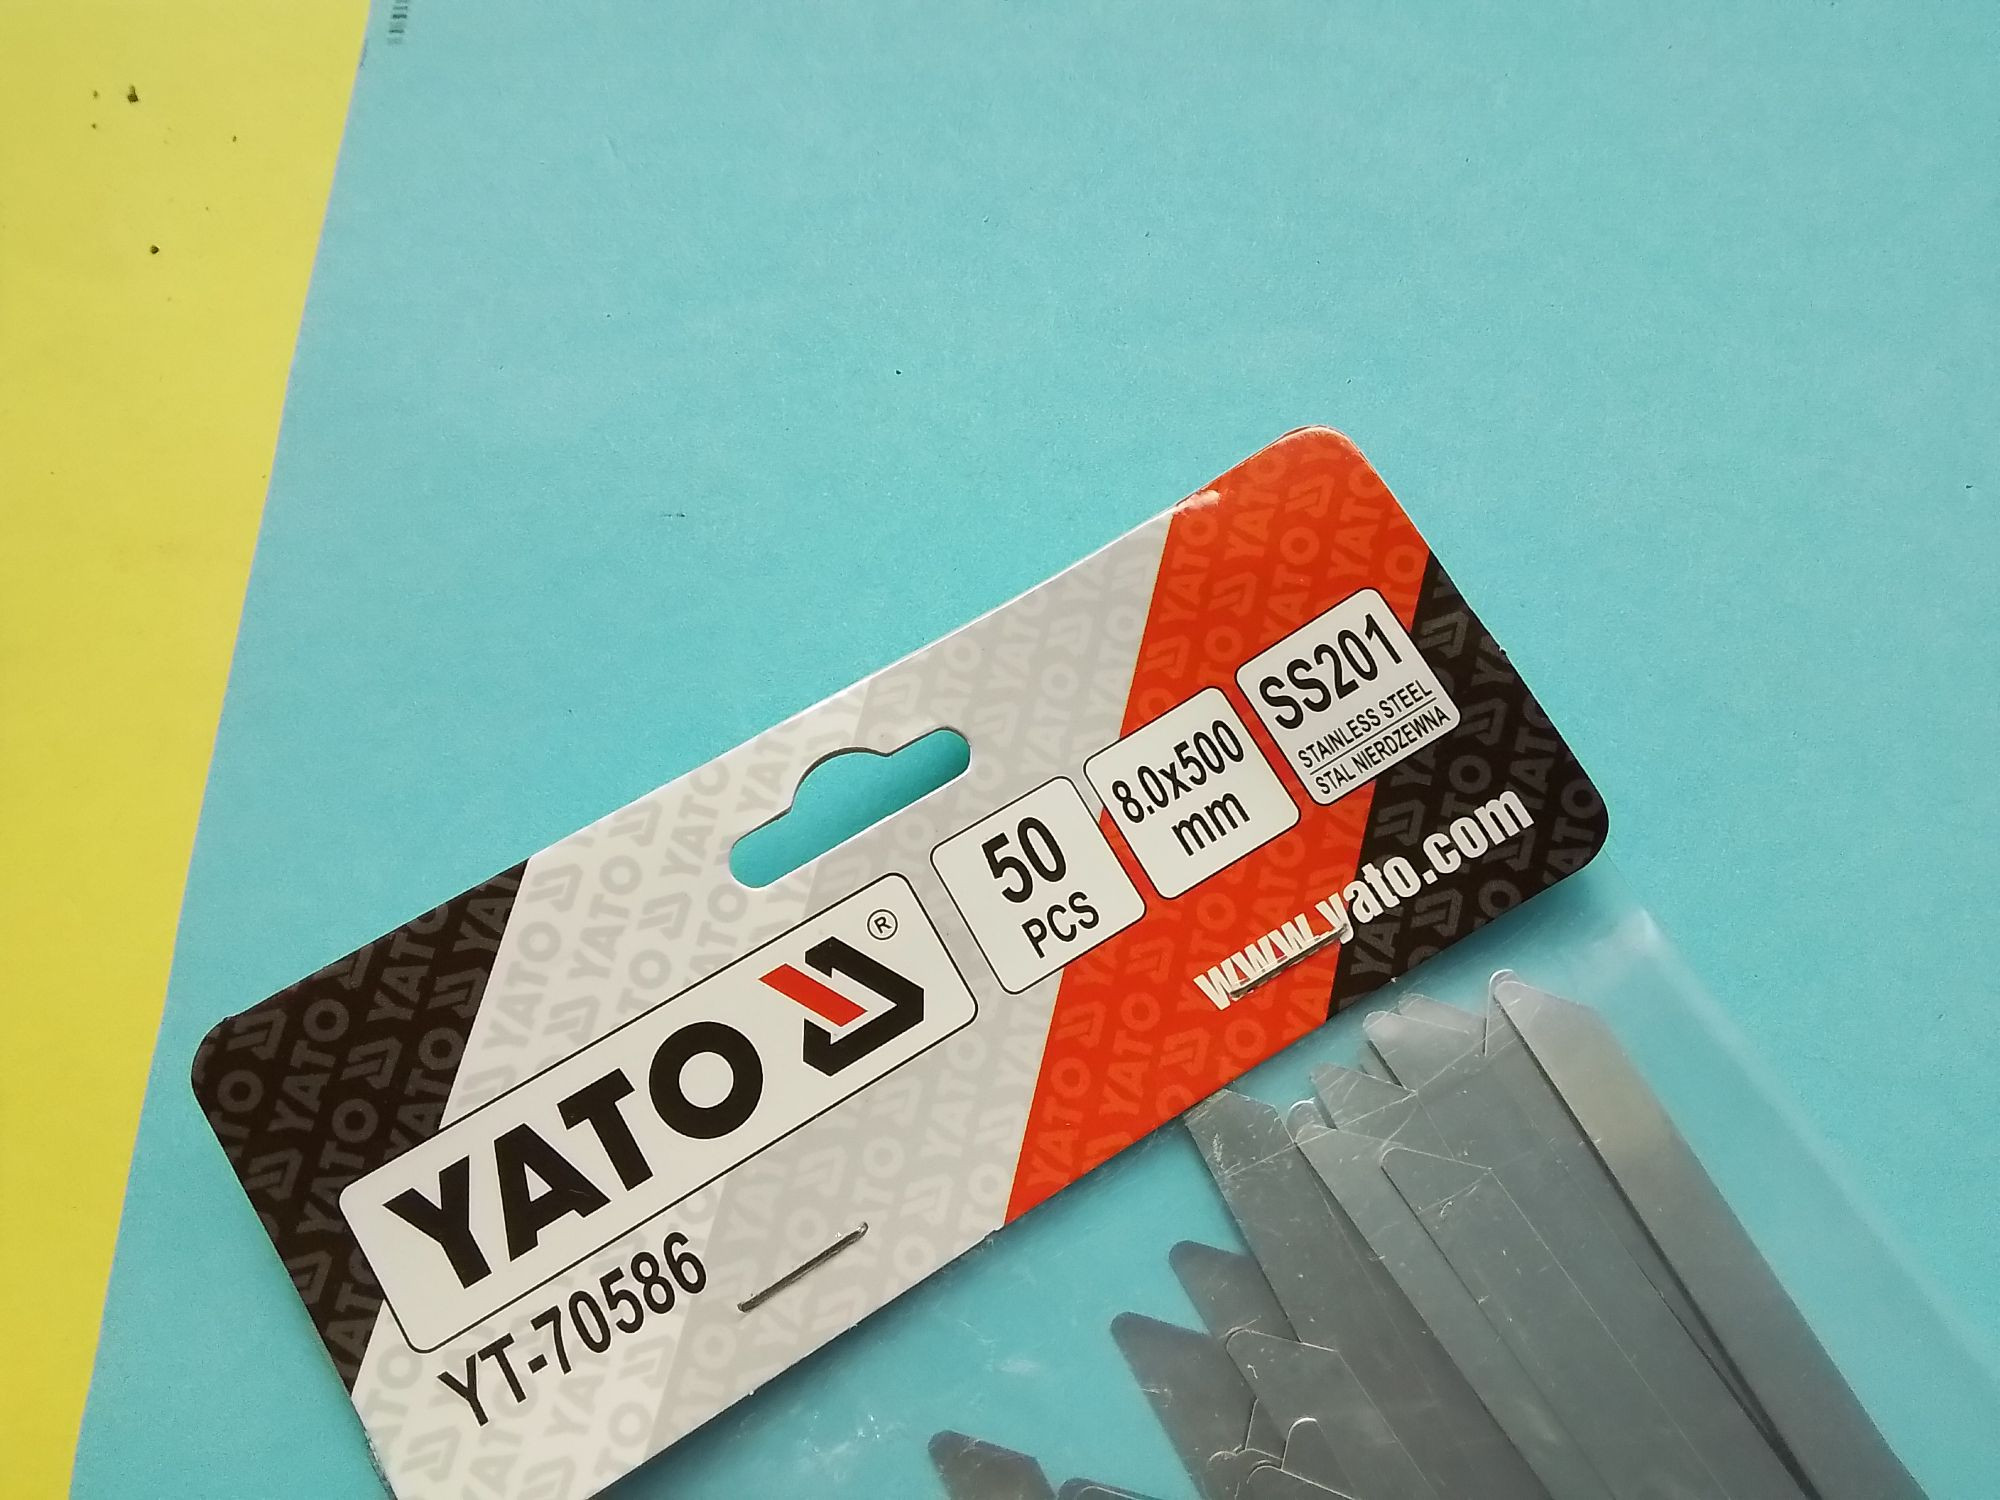 YATO ®
YT-70586
50
PCS
8.0x500
mm
SS201
STAINLESS STEEL
STAL NIERDZEWNA
www.yato.com